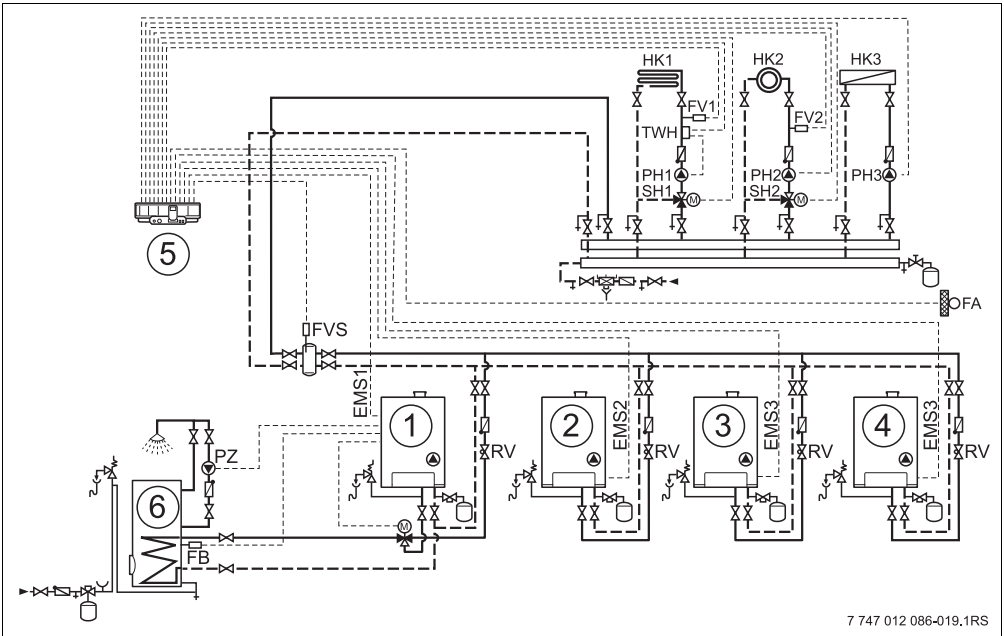 HK1 HK2 HK3
FV1 FV2
TWH
PH1 PH2 PH3
SH1 M SH2 M
5
FA
FVS
EMS1 EMS2 EMS3 EMS3
1 2 3 4
RV RV RV RV
PZ
6
M
FB
7 747 012 086-019.1RS